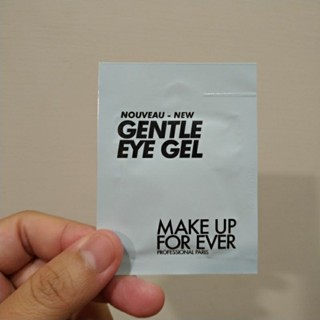 NOUVEAU - NEW
GENTLE
EYE GEL
MAKE UP
FOR EVER
PROFESSIONAL PARIS